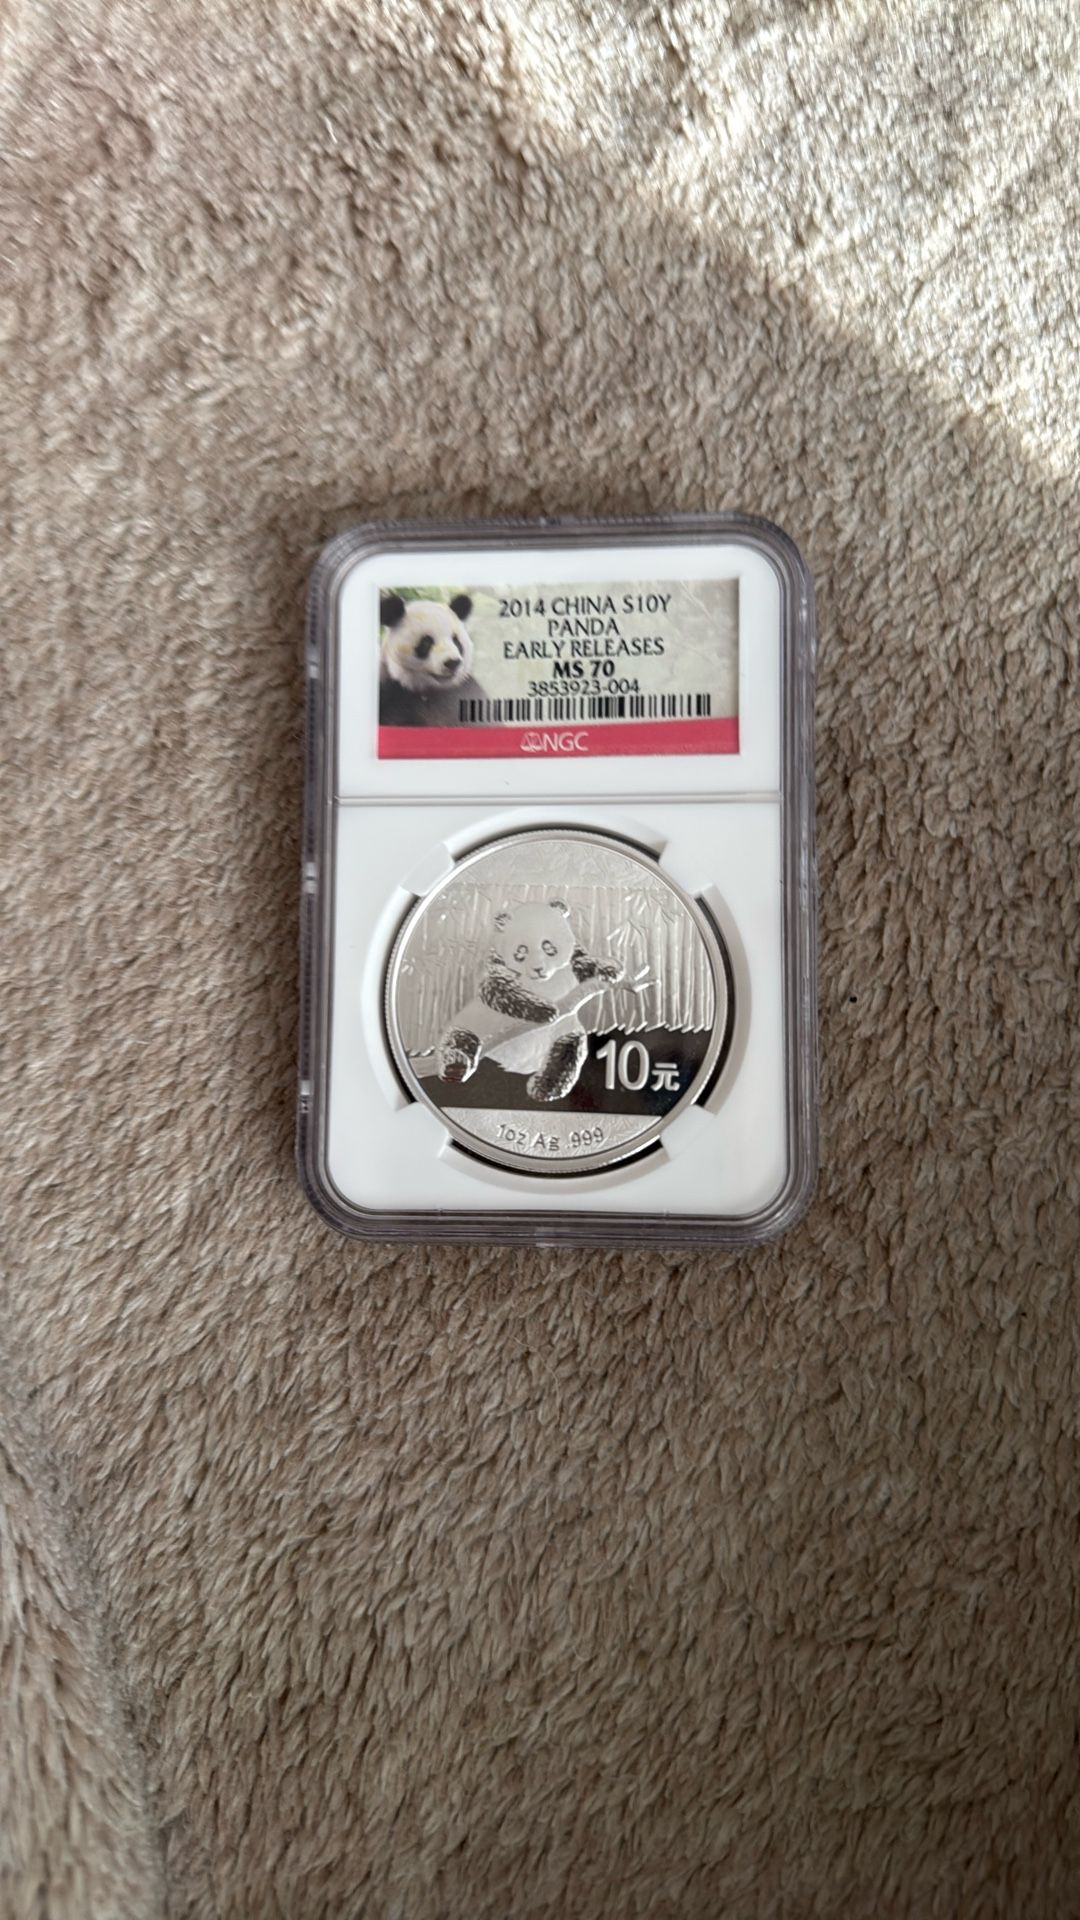 2014 CHINA S10Y
PANDA
EARLY RELEASES
MS 70
3853923-004
NGC
10元
1oz Ag .999